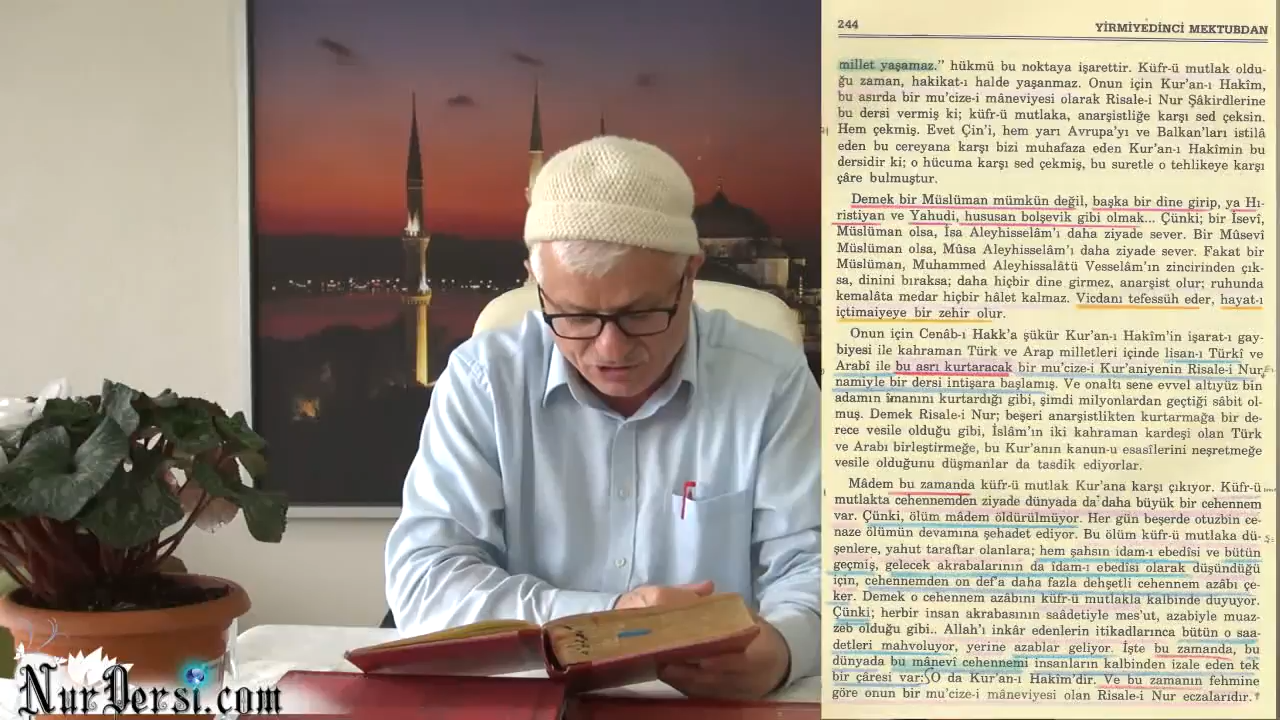 244 YİRMİYEDİNCİ MEKTUBDAN
millet yaşamaz.” hükmü bu noktaya işarettir. Küfr-ü mutlak oldu-
ğu zaman, hakikat-ı halde yaşanmaz. Onun için Kur'an-ı Hakîm,
bu asırda bir mu'cize-i mâneviyesi olarak Risale-i Nur Şâkirdlerine
bu dersi vermiş ki; küfr-ü mutlaka, anarşistliğe karşı sed çeksin.
Hem çekmiş. Evet Çin'i, hem yarı Avrupa'yı ve Balkan'ları istilâ
eden bu cereyana karşı bizi muhafaza eden Kur'an-ı Hakîmin bu
dersidir ki; o hücuma karşı sed çekmiş, bu suretle o tehlikeye karşı
çâre bulmuştur.
Demek bir Müslüman mümkün değil, başka bir dine girip, ya Hı-
ristiyan ve Yahudi, hususan bolşevik gibi olmak... Çünki; bir İsevî,
Müslüman olsa, İsa Aleyhisselâm'ı daha ziyade sever. Bir Mûsevî
Müslüman olsa, Mûsa Aleyhisselâm'ı daha ziyade sever. Fakat bir
Müslüman, Muhammed Aleyhissalâtü Vesselâm'ın zincirinden çık-
sa, dinini bıraksa; daha hiçbir dine girmez, anarşist olur; ruhunda
kemalâta medar hiçbir hâlet kalmaz. Vicdanı tefessüh eder, hayat-ı
içtimaiyeye bir zehir olur.
Onun için Cenâb-ı Hakk'a şükür Kur'an-ı Hakîm'in işarat-ı gay-
biyesi ile kahraman Türk ve Arap milletleri içinde lisan-ı Türkî ve
Arabî ile bu asrı kurtaracak bir mu'cize-i Kur'aniyenin Risale-i Nur
namiyle bir dersi intişara başlamış. Ve onaltı sene evvel altıyüz bin
adamın îmanını kurtardığı gibi, şimdi milyonlardan geçtiği sâbit ol-
muş. Demek Risale-i Nur; beşeri anarşistlikten kurtarmağa bir de-
rece vesile olduğu gibi, İslâm'ın iki kahraman kardeşi olan Türk
ve Arabı birleştirmeğe, bu Kur'anın kanun-u esasîlerini neşretmeğe
vesile olduğunu düşmanlar da tasdik ediyorlar.
Mâdem bu zamanda küfr-ü mutlak Kur'ana karşı çıkıyor. Küfr-ü
mutlakta cehennemden ziyade dünyada da daha büyük bir cehennem
var. Çünki, ölüm mâdem öldürülmüyor. Her gün beşerde otuzbin ce-
naze ölümün devamına şehadet ediyor. Bu ölüm küfr-ü mutlaka dü-
şenlere, yahut taraftar olanlara; hem şahsın idam-ı ebedîsi ve bütün
geçmiş, gelecek akrabalarının da idam-ı ebedîsi olarak düşündüğü
için, cehennemden on def'a daha fazla dehşetli cehennem azâbı çe-
ker. Demek o cehennem azâbını küfr-ü mutlakla kalbinde duyuyor.
Çünki; herbir insan akrabasının saâdetiyle mes'ut, azabiyle muaz-
zeb olduğu gibi.. Allah'ı inkâr edenlerin itikadlarınca bütün o saa-
detleri mahvoluyor, yerine azablar geliyor. İşte bu zamanda, bu
dünyada bu mânevî cehennemi insanların kalbinden izale eden tek
bir çâresi var: O da Kur'an-ı Hakîm'dir. Ve bu zamanın fehmine
göre onun bir mu'cize-i mâneviyesi olan Risale-i Nur eczalarıdır.
NurDersi.com